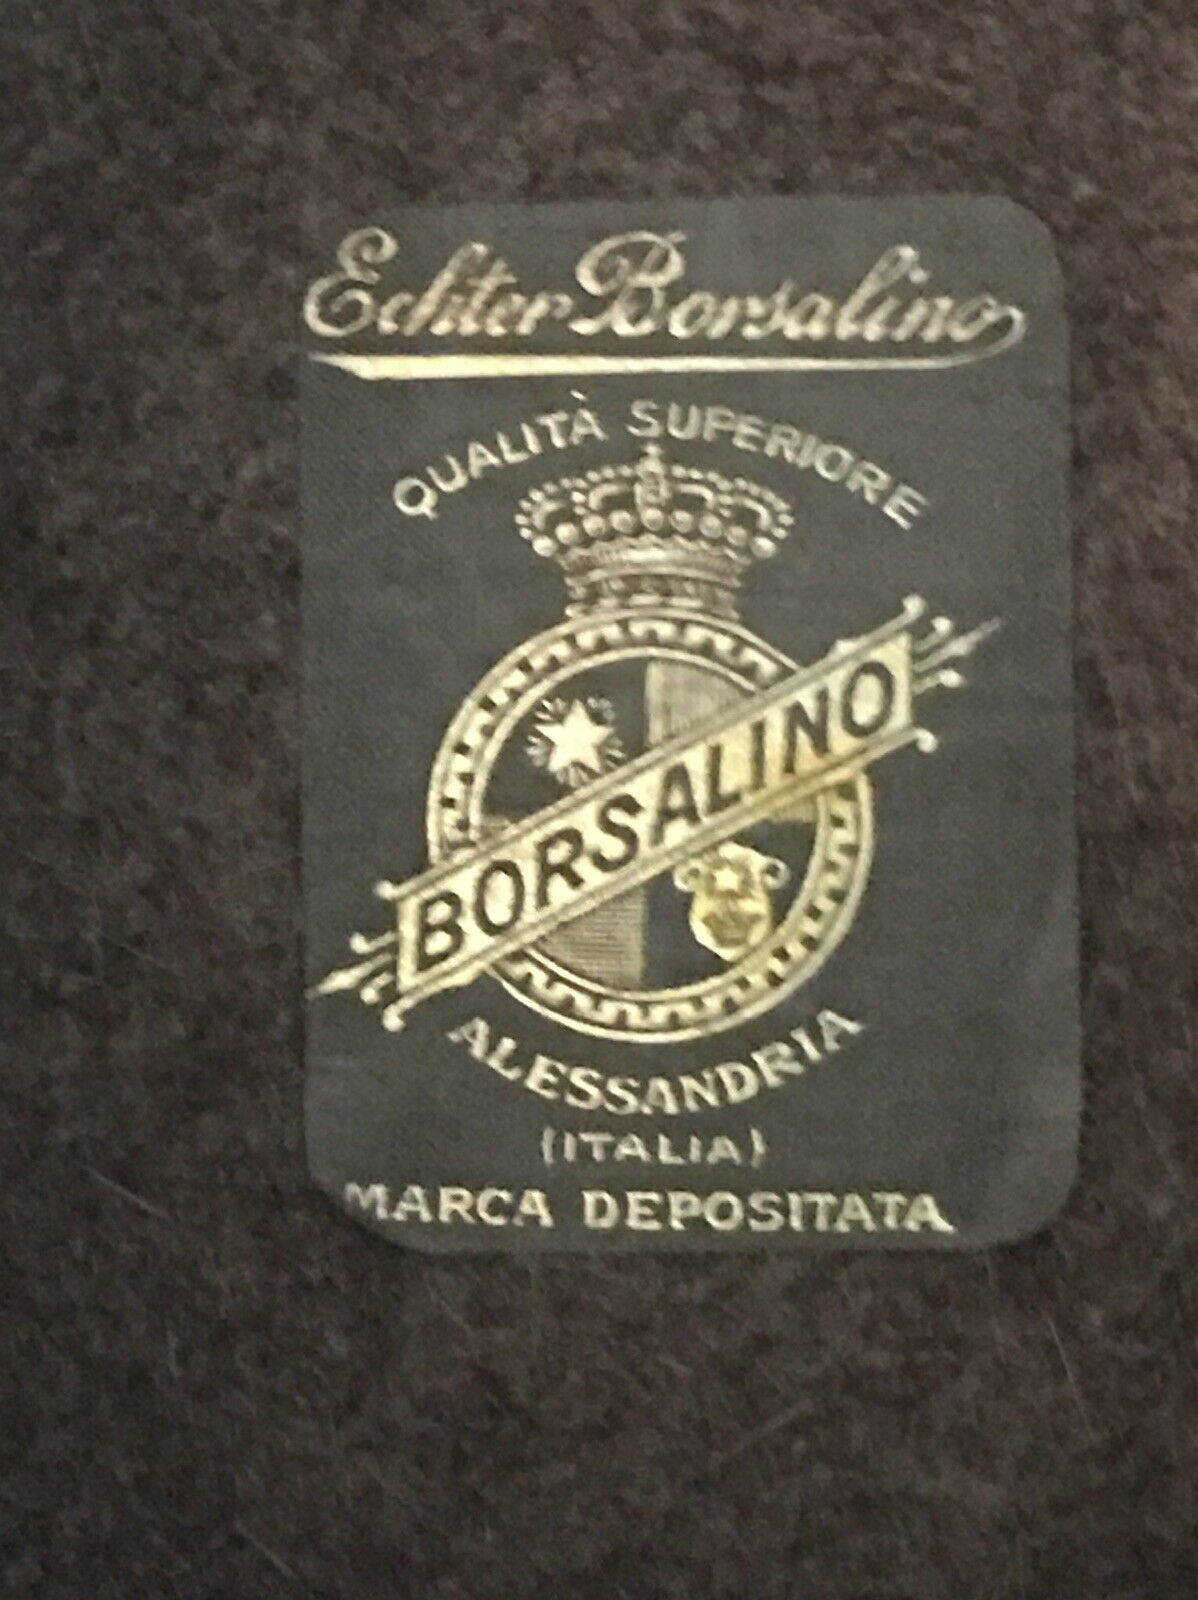 Echter Borsalino
QUALITÀ SUPERIORE
BORSALINO
ALESSANDRIA
(ITALIA)
MARCA DEPOSITATA